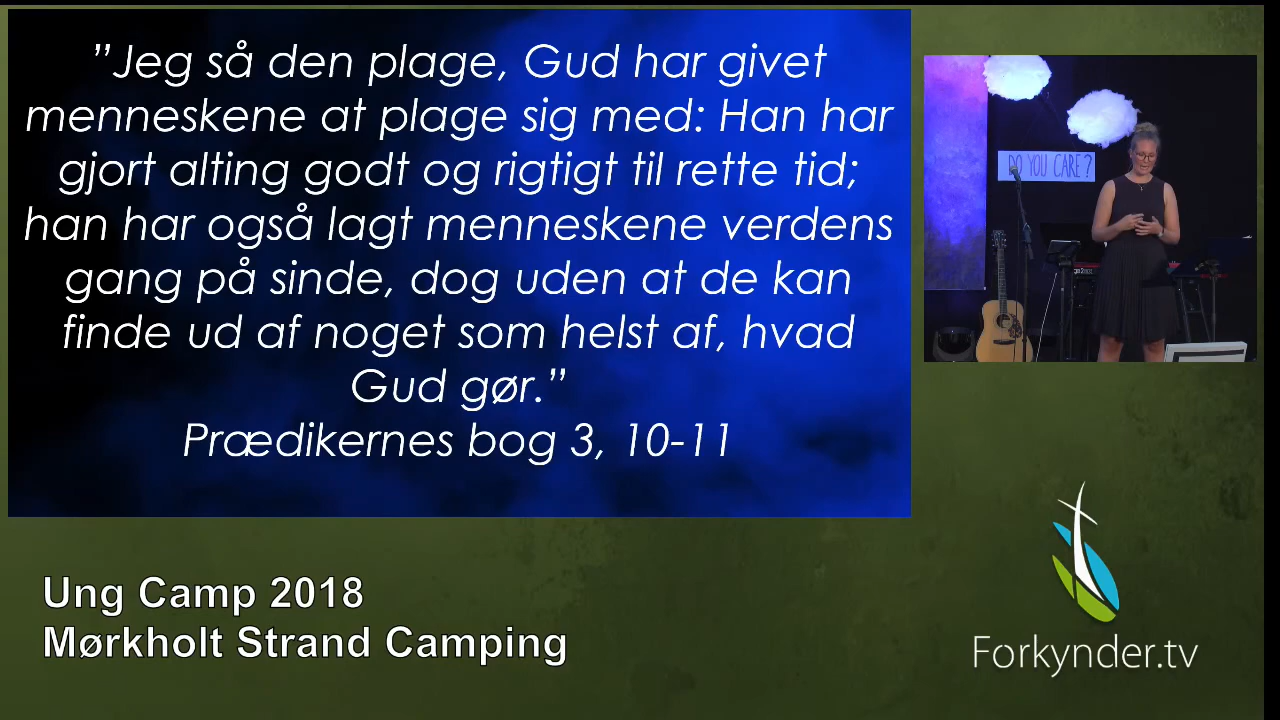 ”Jeg så den plage, Gud har givet
menneskene at plage sig med: Han har
gjort alting godt og rigtigt til rette tid;
han har også lagt menneskene verdens
gang på sinde, dog uden at de kan
finde ud af noget som helst af, hvad
Gud gør.”
Prædikernes bog 3, 10-11
DO YOU CARE?
Ung Camp 2018
Mørkholt Strand Camping
Forkynder.tv